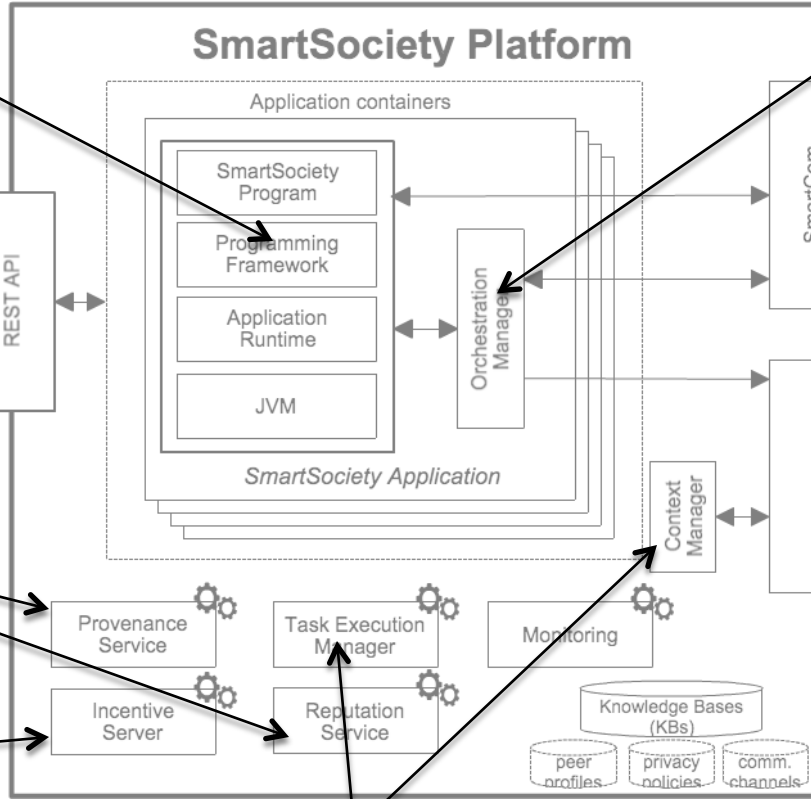 SmartSociety Platform
Application containers
SmartSociety
Program
Programming
Framework
Application
Runtime
JVM
SmartSociety Application
REST API
Orchestration
Manager
SmartCom
Context
Manager
Provenance
Service
Task Execution
Manager
Monitoring
Incentive
Server
Reputation
Service
Knowledge Bases
(KBs)
peer
profiles
privacy
policies
comm.
channels